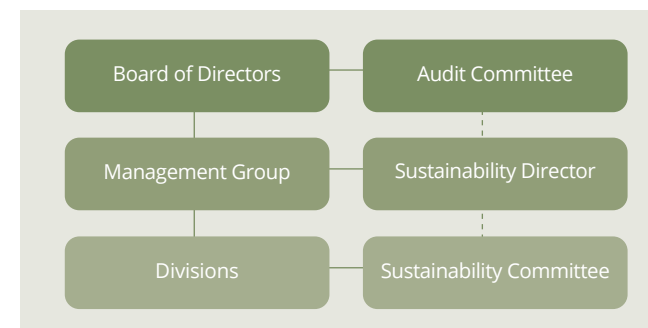 Board of Directors
Audit Committee
Management Group
Sustainability Director
Divisions
Sustainability Committee